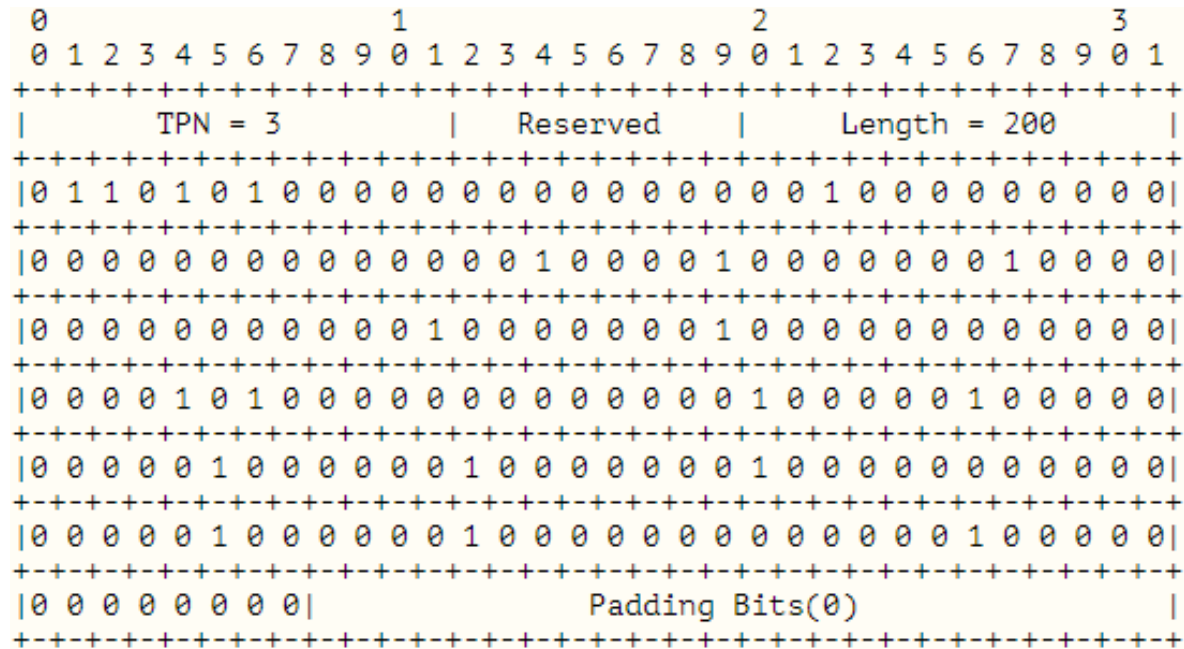 0                   1                   2                   3
 0 1 2 3 4 5 6 7 8 9 0 1 2 3 4 5 6 7 8 9 0 1 2 3 4 5 6 7 8 9 0 1
+-+-+-+-+-+-+-+-+-+-+-+-+-+-+-+-+-+-+-+-+-+-+-+-+-+-+-+-+-+-+-+-+
|       TPN = 3         |   Reserved    |     Length = 200      |
+-+-+-+-+-+-+-+-+-+-+-+-+-+-+-+-+-+-+-+-+-+-+-+-+-+-+-+-+-+-+-+-+
|0 1 1 0 1 0 1 0 0 0 0 0 0 0 0 0 0 0 0 0 0 0 1 0 0 0 0 0 0 0 0 0|
+-+-+-+-+-+-+-+-+-+-+-+-+-+-+-+-+-+-+-+-+-+-+-+-+-+-+-+-+-+-+-+-+
|0 0 0 0 0 0 0 0 0 0 0 0 0 0 1 0 0 0 0 1 0 0 0 0 0 0 0 1 0 0 0 0|
+-+-+-+-+-+-+-+-+-+-+-+-+-+-+-+-+-+-+-+-+-+-+-+-+-+-+-+-+-+-+-+-+
|0 0 0 0 0 0 0 0 0 0 0 1 0 0 0 0 0 0 0 1 0 0 0 0 0 0 0 0 0 0 0 0|
+-+-+-+-+-+-+-+-+-+-+-+-+-+-+-+-+-+-+-+-+-+-+-+-+-+-+-+-+-+-+-+-+
|0 0 0 0 1 0 1 0 0 0 0 0 0 0 0 0 0 0 0 0 1 0 0 0 0 0 1 0 0 0 0 0|
+-+-+-+-+-+-+-+-+-+-+-+-+-+-+-+-+-+-+-+-+-+-+-+-+-+-+-+-+-+-+-+-+
|0 0 0 0 0 1 0 0 0 0 0 0 1 0 0 0 0 0 0 0 1 0 0 0 0 0 0 0 0 0 0 0|
+-+-+-+-+-+-+-+-+-+-+-+-+-+-+-+-+-+-+-+-+-+-+-+-+-+-+-+-+-+-+-+-+
|0 0 0 0 0 1 0 0 0 0 0 0 1 0 0 0 0 0 0 0 0 0 0 0 0 0 1 0 0 0 0 0|
+-+-+-+-+-+-+-+-+-+-+-+-+-+-+-+-+-+-+-+-+-+-+-+-+-+-+-+-+-+-+-+-+
|0 0 0 0 0 0 0 0|               Padding Bits(0)                 |
+-+-+-+-+-+-+-+-+-+-+-+-+-+-+-+-+-+-+-+-+-+-+-+-+-+-+-+-+-+-+-+-+